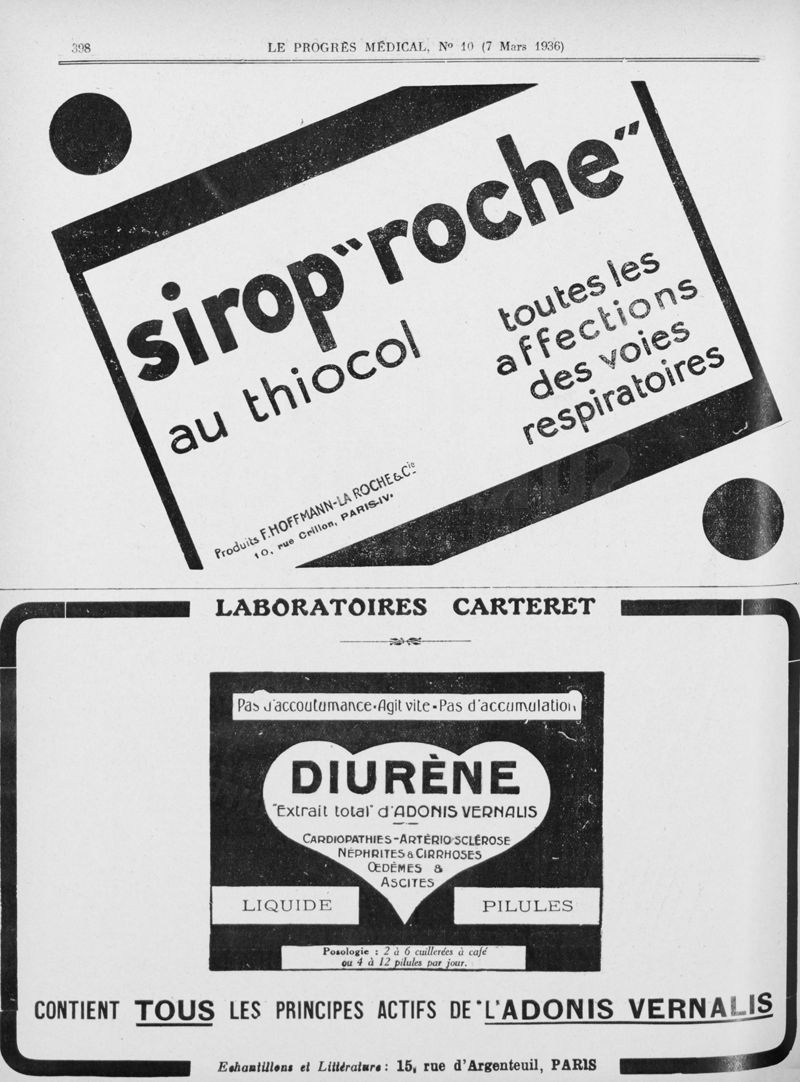 398
LE PROGRÈS MÉDICAL, No 10 (7 Mars 1936)
sirop "roche"
au thiocol
toutes les
affections
des voies
respiratoires
Produits F. HOFFMANN-LA ROCHE & Cie
10, rue Crillon, PARIS-IV.
LABORATOIRES CARTERET
Pas d'accoutumance • Agit vite • Pas d'accumulation
DIURÈNE
"Extrait total" d'ADONIS VERNALIS
CARDIOPATHIES - ARTÈRIO SCLÉROSE
NÉPHRITES & CIRRHOSES
ŒDÈMES &
ASCITES
LIQUIDE
PILULES
Posologie : 2 à 6 cuillerées à café
ou 4 à 12 pilules par jour.
CONTIENT TOUS LES PRINCIPES ACTIFS DE "L'ADONIS VERNALIS
Echantillons et Littérature : 15, rue d'Argenteuil, PARIS